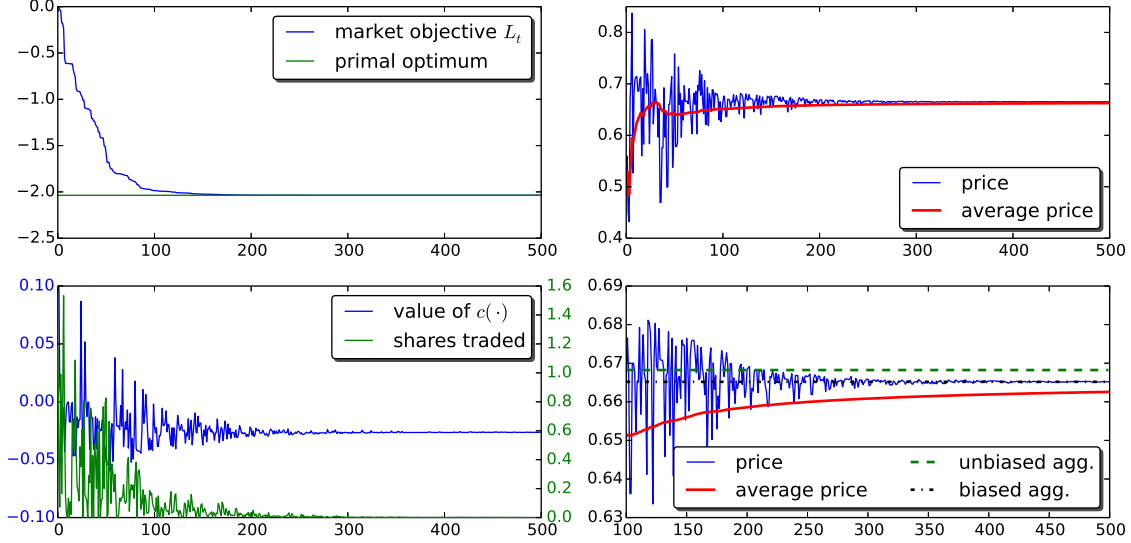 0.0
−0.5
−1.0
−1.5
−2.0
−2.5
0 100 200 300 400 500
market objective L_t
primal optimum
0.8
0.7
0.6
0.5
0.4
0 100 200 300 400 500
price
average price
0.10
0.05
0.00
−0.05
−0.10
0 100 200 300 400 500
1.6
1.4
1.2
1.0
0.8
0.6
0.4
0.2
0.0
value of c(·)
shares traded
0.69
0.68
0.67
0.66
0.65
0.64
0.63
100 150 200 250 300 350 400 450 500
price
average price
unbiased agg.
biased agg.